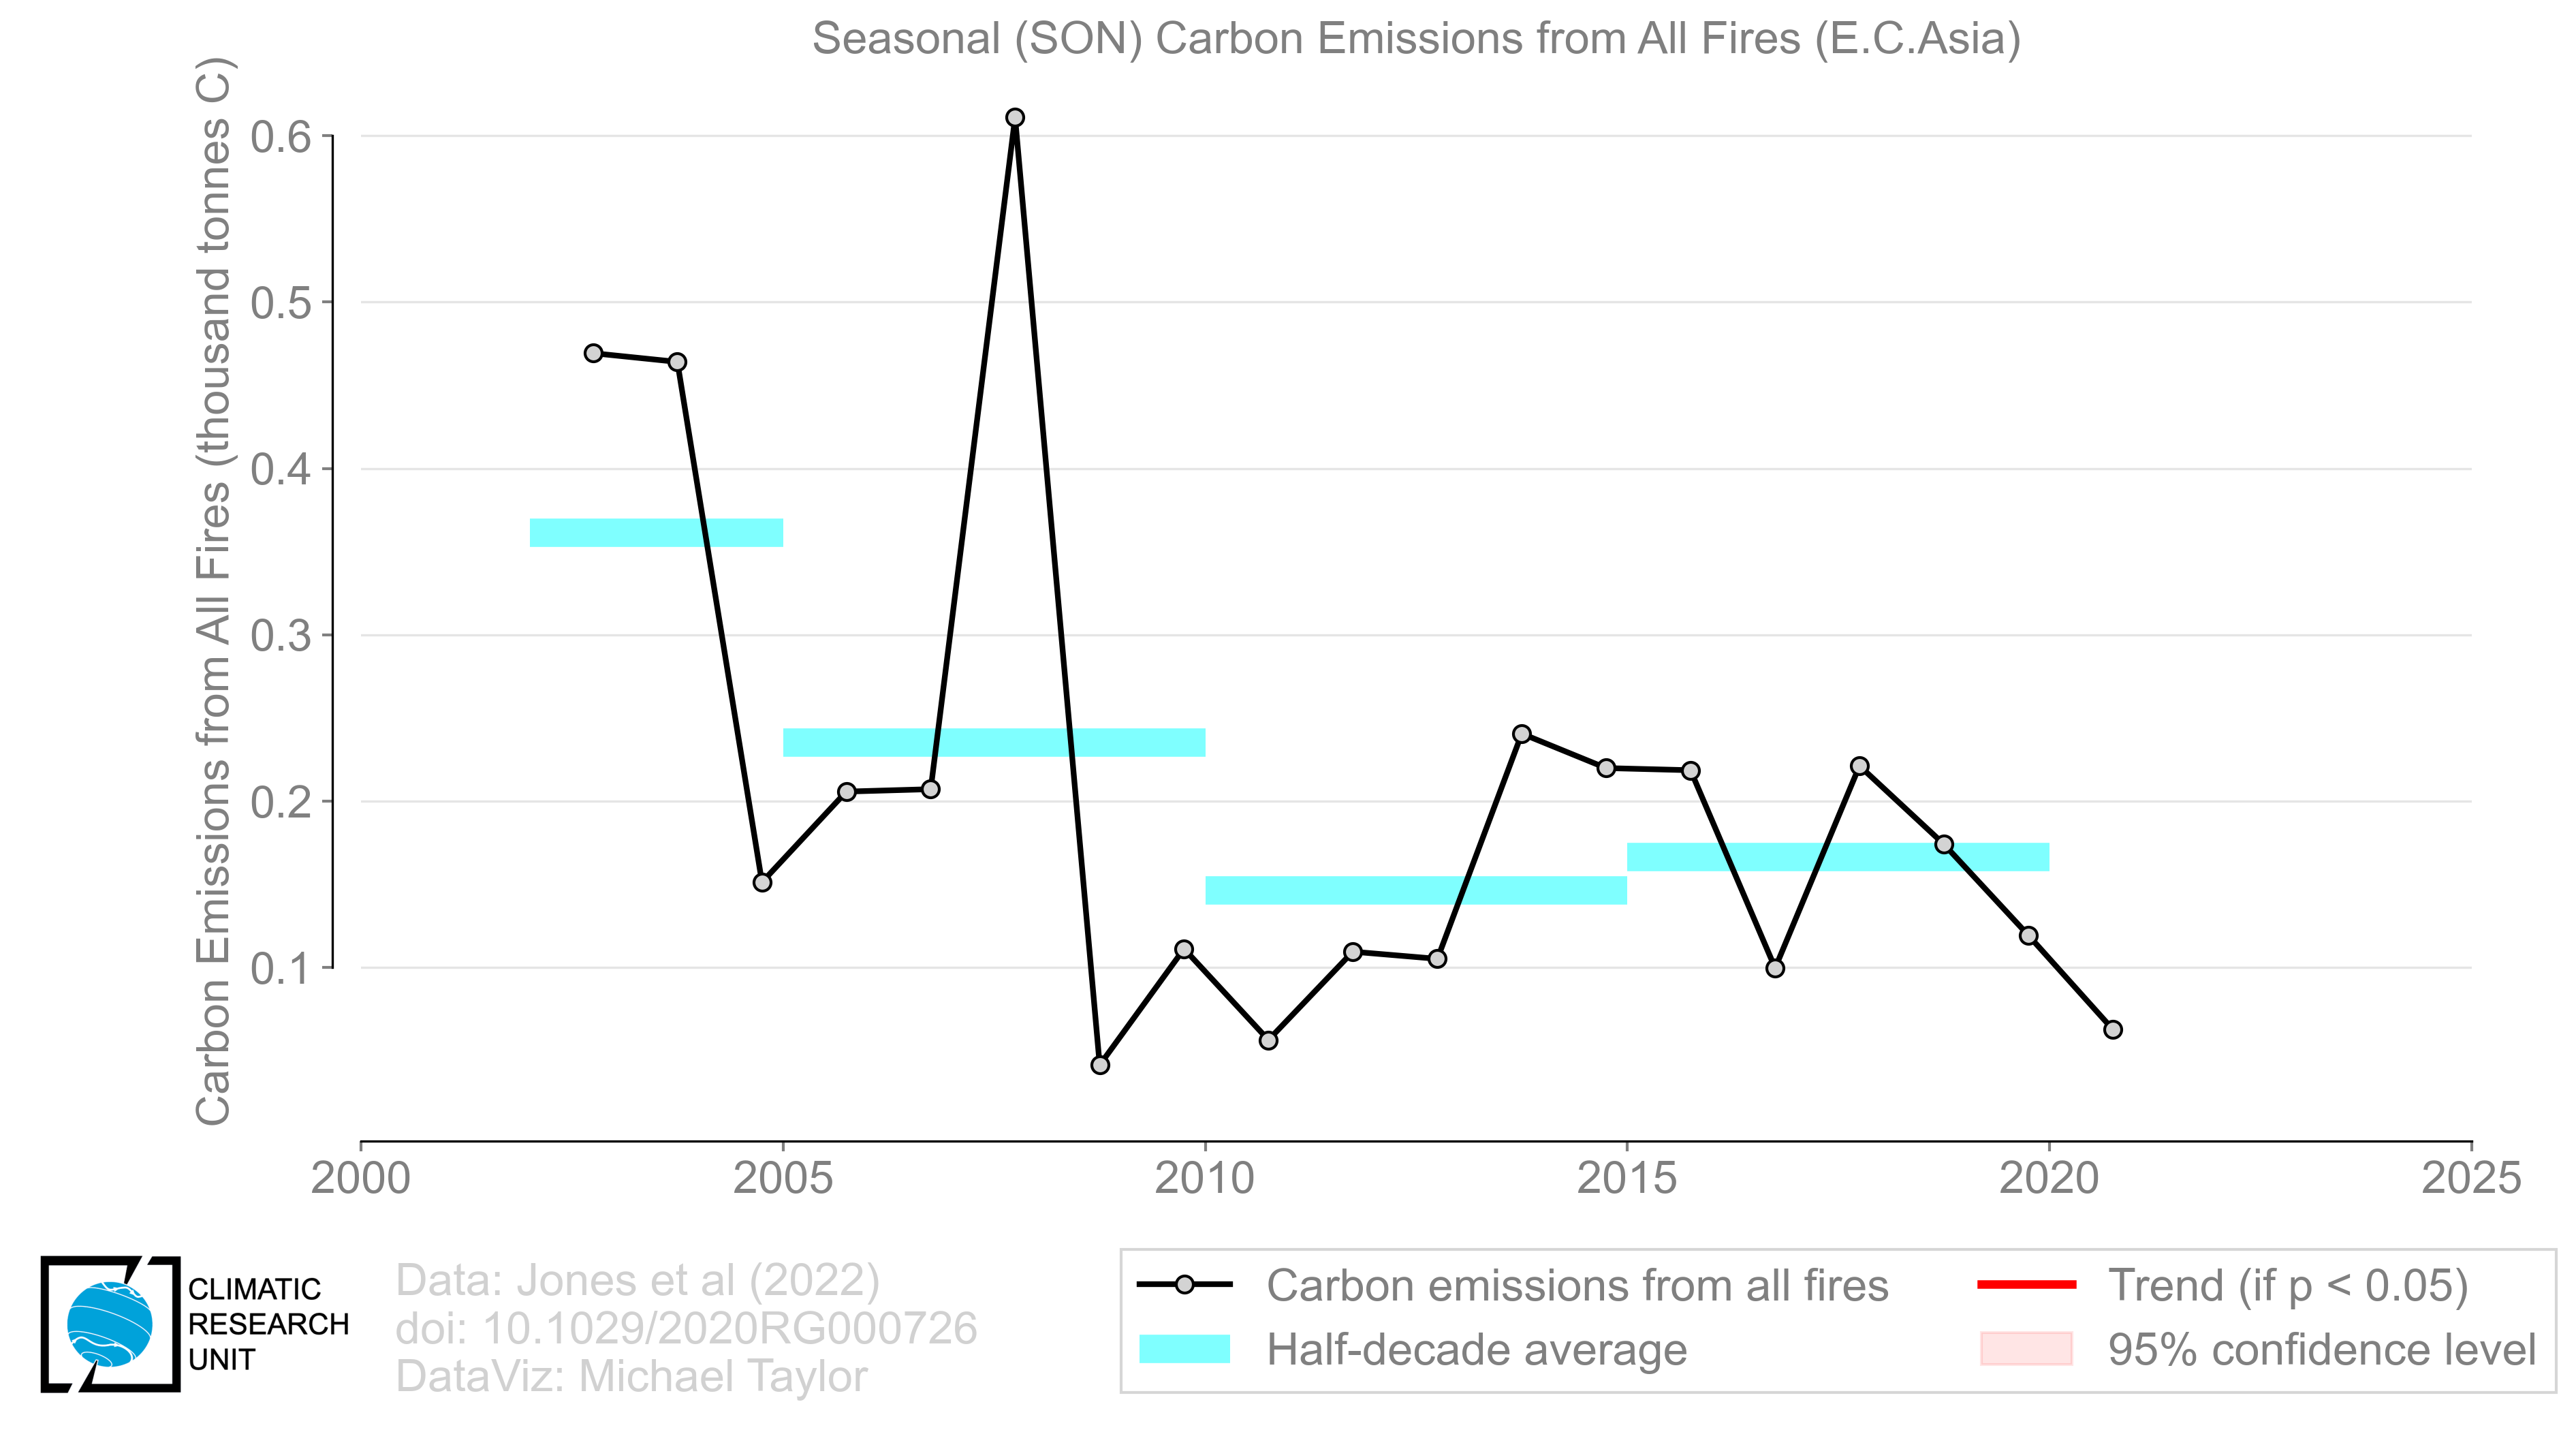 Seasonal (SON) Carbon Emissions from All Fires (E.C.Asia)
Carbon Emissions from All Fires (thousand tonnes C)
0.6
0.5
0.4
0.3
0.2
0.1
2000 2005 2010 2015 2020 2025
CLIMATIC
RESEARCH
UNIT
Data: Jones et al (2022)
doi: 10.1029/2020RG000726
DataViz: Michael Taylor
Carbon emissions from all fires
Half-decade average
Trend (if p < 0.05)
95% confidence level